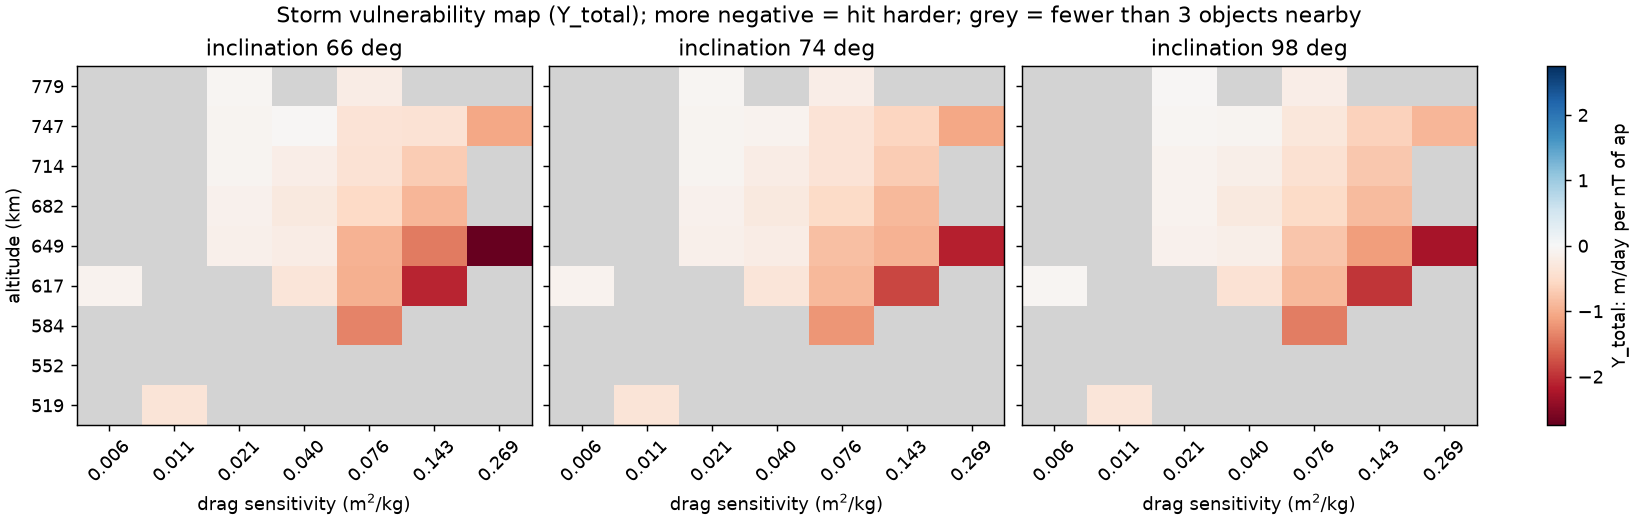 Storm vulnerability map (Y_total); more negative = hit harder; grey = fewer than 3 objects nearby
inclination 66 deg
inclination 74 deg
inclination 98 deg
altitude (km)
779
747
714
682
649
617
584
552
519
0.006 0.011 0.021 0.040 0.076 0.143 0.269
0.006 0.011 0.021 0.040 0.076 0.143 0.269
0.006 0.011 0.021 0.040 0.076 0.143 0.269
drag sensitivity (m²/kg)
drag sensitivity (m²/kg)
drag sensitivity (m²/kg)
2
1
0
−1
−2
Y_total: m/day per nT of ap